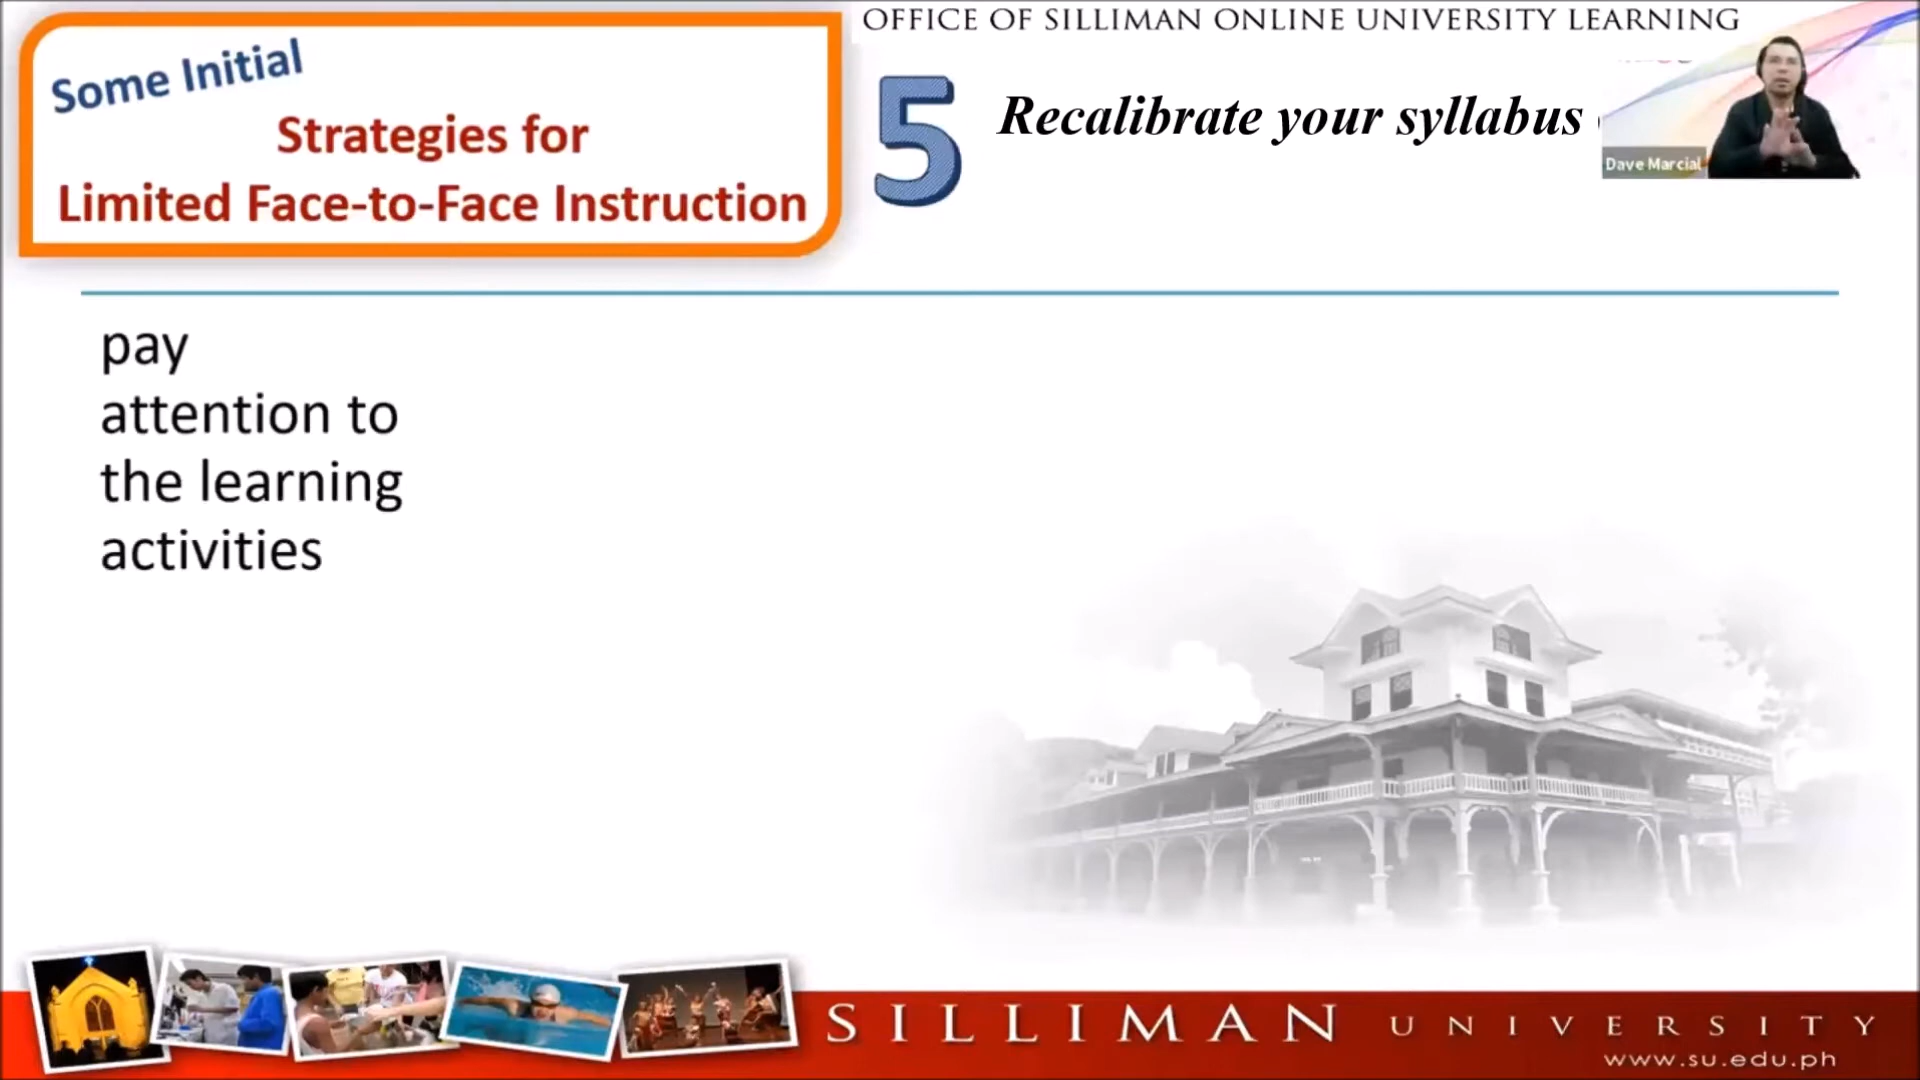 OFFICE OF SILLIMAN ONLINE UNIVERSITY LEARNING
Some Initial
Strategies for
Limited Face-to-Face Instruction
5
Recalibrate your syllabus
Dave Marcial
pay
attention to
the learning
activities
SILLIMAN UNIVERSITY
www.su.edu.ph